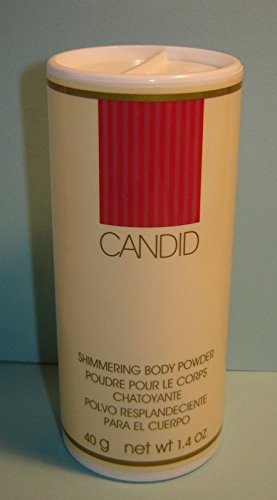 CANDID
SHIMMERING BODY POWDER
POUDRE POUR LE CORPS
CHATOYANTE
POLVO RESPLANDECIENTE
PARA EL CUERPO
40 g net wt 1.4 OZ